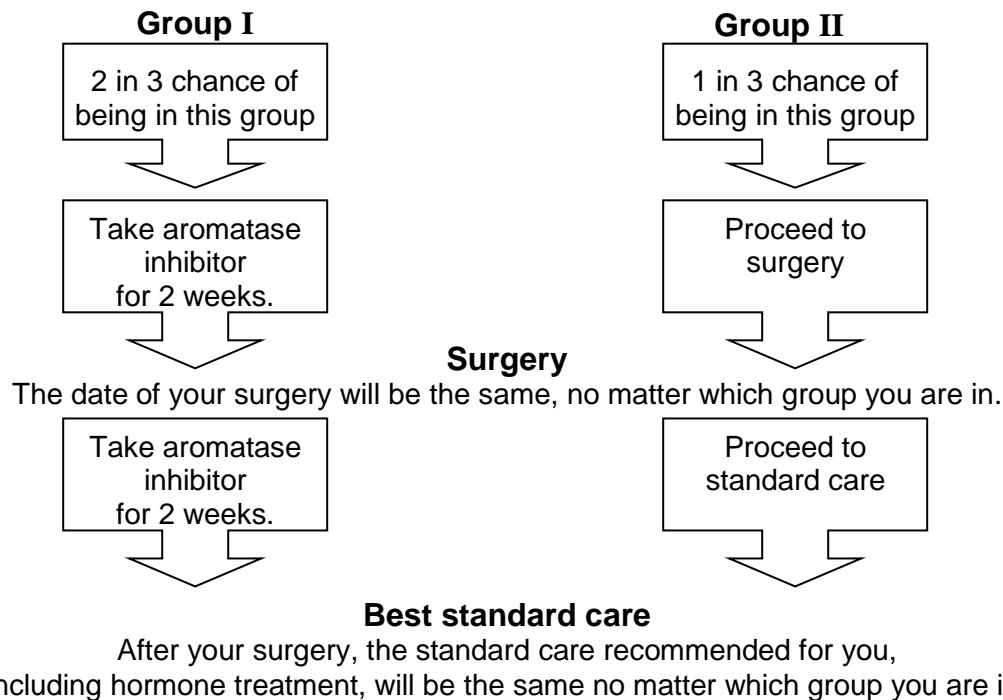 Group I
2 in 3 chance of
being in this group
Take aromatase
inhibitor
for 2 weeks.
Group II
1 in 3 chance of
being in this group
Proceed to
surgery
Surgery
The date of your surgery will be the same, no matter which group you are in.
Take aromatase
inhibitor
for 2 weeks.
Proceed to
standard care
Best standard care
After your surgery, the standard care recommended for you,
ncluding hormone treatment, will be the same no matter which group you are i